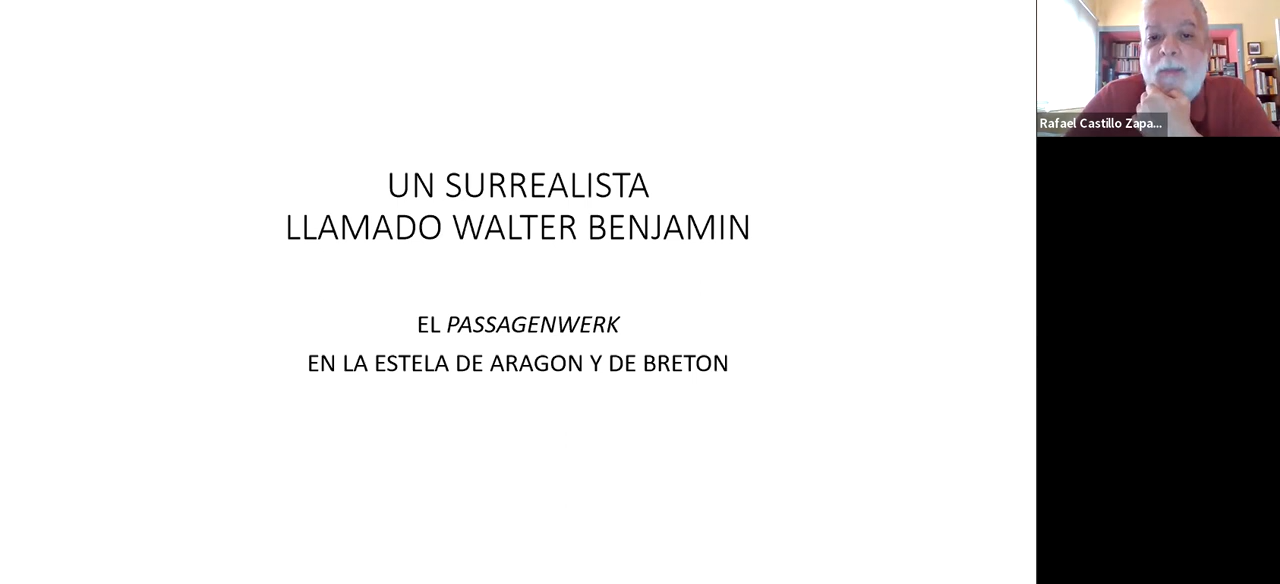 UN SURREALISTA
LLAMADO WALTER BENJAMIN
EL PASSAGENWERK
EN LA ESTELA DE ARAGON Y DE BRETON
Rafael Castillo Zapa...